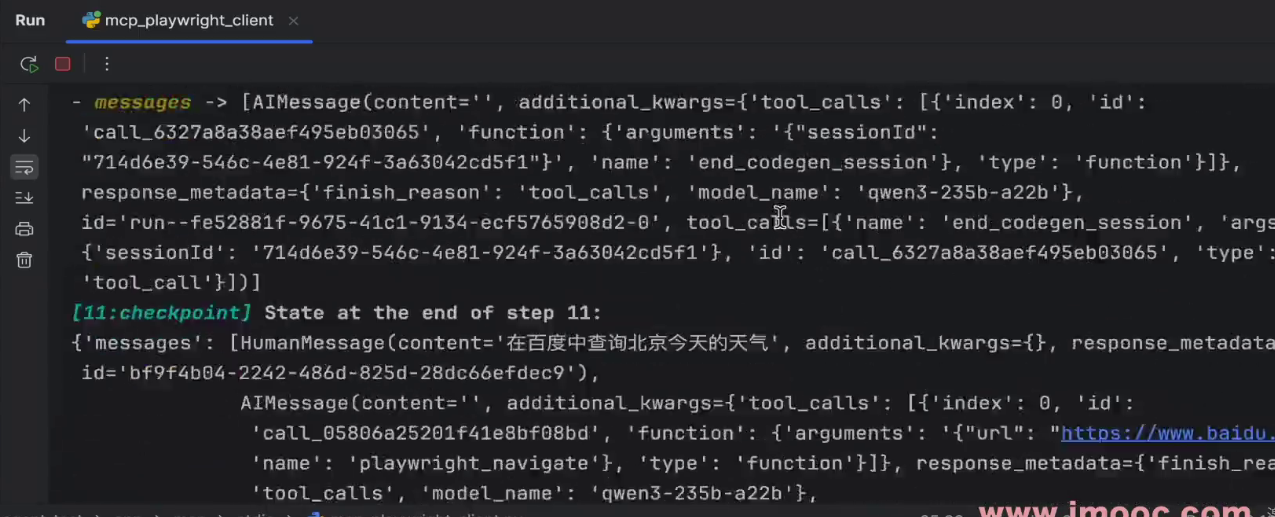 Run
mcp_playwright_client
- messages -> [AIMessage(content='', additional_kwargs={'tool_calls': [{'index': 0, 'id':
'call_6327a8a38aef495eb03065', 'function': {'arguments': '{"sessionId":
"714d6e39-546c-4e81-924f-3a63042cd5f1"}', 'name': 'end_codegen_session'}, 'type': 'function'}]},
response_metadata={'finish_reason': 'tool_calls', 'model_name': 'qwen3-235b-a22b'},
id='run--fe52881f-9675-41c1-9134-ecf5765908d2-0', tool_calls=[{'name': 'end_codegen_session', 'args
{'sessionId': '714d6e39-546c-4e81-924f-3a63042cd5f1'}, 'id': 'call_6327a8a38aef495eb03065', 'type':
'tool_call'}])]
[11:checkpoint] State at the end of step 11:
{'messages': [HumanMessage(content='在百度中查询北京今天的天气', additional_kwargs={}, response_metadata
id='bf9f4b04-2242-486d-825d-28dc66efdec9'),
AIMessage(content='', additional_kwargs={'tool_calls': [{'index': 0, 'id':
'call_05806a25201f41e8bf08bd', 'function': {'arguments': '{"url": "https://www.baidu.
'name': 'playwright_navigate'}, 'type': 'function'}]}, response_metadata={'finish_rea
'tool_calls', 'model_name': 'qwen3-235b-a22b'},
www.imooc.com